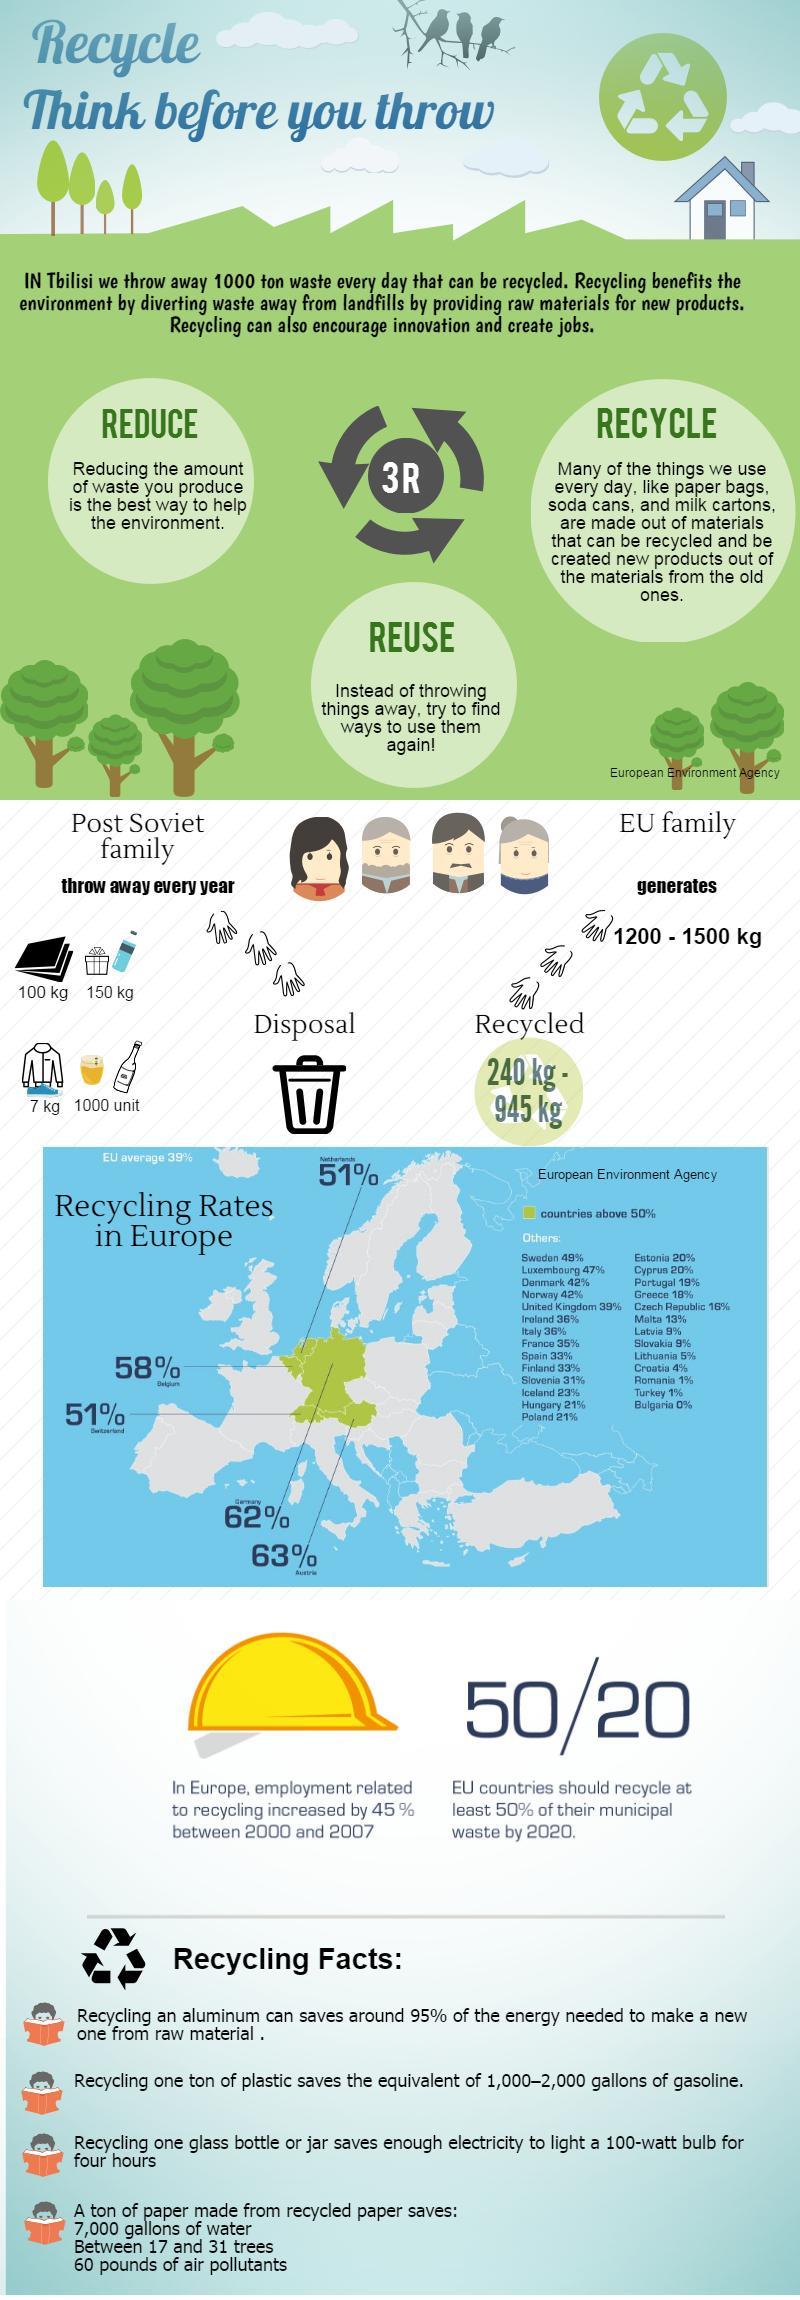 Recycle
Think before you throw
IN Tbilisi we throw away 1000 ton waste every day that can be recycled. Recycling benefits the
environment by diverting waste away from landfills by providing raw materials for new products.
Recycling can also encourage innovation and create jobs.
REDUCE
Reducing the amount
of waste you produce
is the best way to help
the environment.
3R
RECYCLE
Many of the things we use
every day, like paper bags,
soda cans, and milk cartons,
are made out of materials
that can be recycled and be
created new products out of
the materials from the old
ones.
REUSE
Instead of throwing
things away, try to find
ways to use them
again!
European Environment Agency
Post Soviet
family
throw away every year
100 kg 150 kg
7 kg 1000 unit
Disposal
EU family
generates
1200 - 1500 kg
Recycled
240 kg -
945 kg
EU average 39%
Recycling Rates
in Europe
Netherlands
51%
58%
Belgium
51%
Switzerland
Germany
62%
63%
Austria
European Environment Agency
countries above 50%
Others:
Sweden 49%
Luxembourg 47%
Denmark 42%
Norway 42%
United Kingdom 39%
Ireland 36%
Italy 36%
France 35%
Spain 33%
Finland 33%
Slovenia 31%
Iceland 23%
Hungary 21%
Poland 21%
Estonia 20%
Cyprus 20%
Portugal 19%
Greece 18%
Czech Republic 16%
Malta 13%
Latvia 9%
Slovakia 9%
Lithuania 5%
Croatia 4%
Romania 1%
Turkey 1%
Bulgaria 0%
In Europe, employment related
to recycling increased by 45 %
between 2000 and 2007
50/20
EU countries should recycle at
least 50% of their municipal
waste by 2020.
Recycling Facts:
Recycling an aluminum can saves around 95% of the energy needed to make a new
one from raw material .
Recycling one ton of plastic saves the equivalent of 1,000–2,000 gallons of gasoline.
Recycling one glass bottle or jar saves enough electricity to light a 100-watt bulb for
four hours
A ton of paper made from recycled paper saves:
7,000 gallons of water
Between 17 and 31 trees
60 pounds of air pollutants